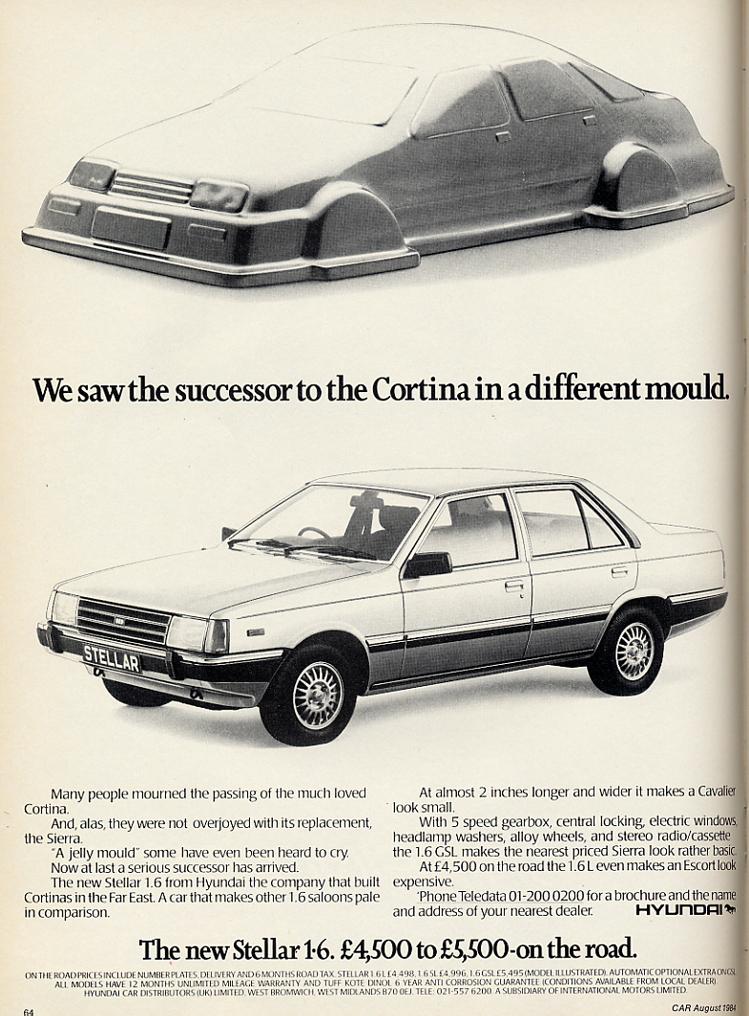 We saw the successor to the Cortina in a different mould.
STELLAR
Many people mourned the passing of the much loved
Cortina.
And, alas, they were not overjoyed with its replacement,
the Sierra.
"A jelly mould" some have even been heard to cry.
Now at last a serious successor has arrived.
The new Stellar 1.6 from Hyundai the company that built
Cortinas in the Far East. A car that makes other 1.6 saloons pale
in comparison.
At almost 2 inches longer and wider it makes a Cavalier
look small.
With 5 speed gearbox, central locking, electric windows,
headlamp washers, alloy wheels, and stereo radio/cassette
the 1.6 GSL makes the nearest priced Sierra look rather basic.
At £4,500 on the road the 1.6 L even makes an Escort look
expensive.
'Phone Teledata 01-200 0200 for a brochure and the name
and address of your nearest dealer.
HYUNDAI
The new Stellar 1·6. £4,500 to £5,500-on the road.
ON THE ROAD PRICES INCLUDE NUMBER PLATES, DELIVERY AND 6 MONTHS ROAD TAX. STELLAR 1.6 L £4,498, 1.6 SL £4,996, 1.6 GSL £5,495 (MODEL ILLUSTRATED). AUTOMATIC OPTIONAL EXTRA ON GSL
ALL MODELS HAVE 12 MONTHS UNLIMITED MILEAGE WARRANTY AND TUFF KOTE DINOL 6 YEAR ANTI CORROSION GUARANTEE (CONDITIONS AVAILABLE FROM LOCAL DEALER).
HYUNDAI CAR DISTRIBUTORS (UK) LIMITED, WEST BROMWICH, WEST MIDLANDS B70 0EJ. TELE: 021-557 6200. A SUBSIDIARY OF INTERNATIONAL MOTORS LIMITED.
64
CAR August 1984